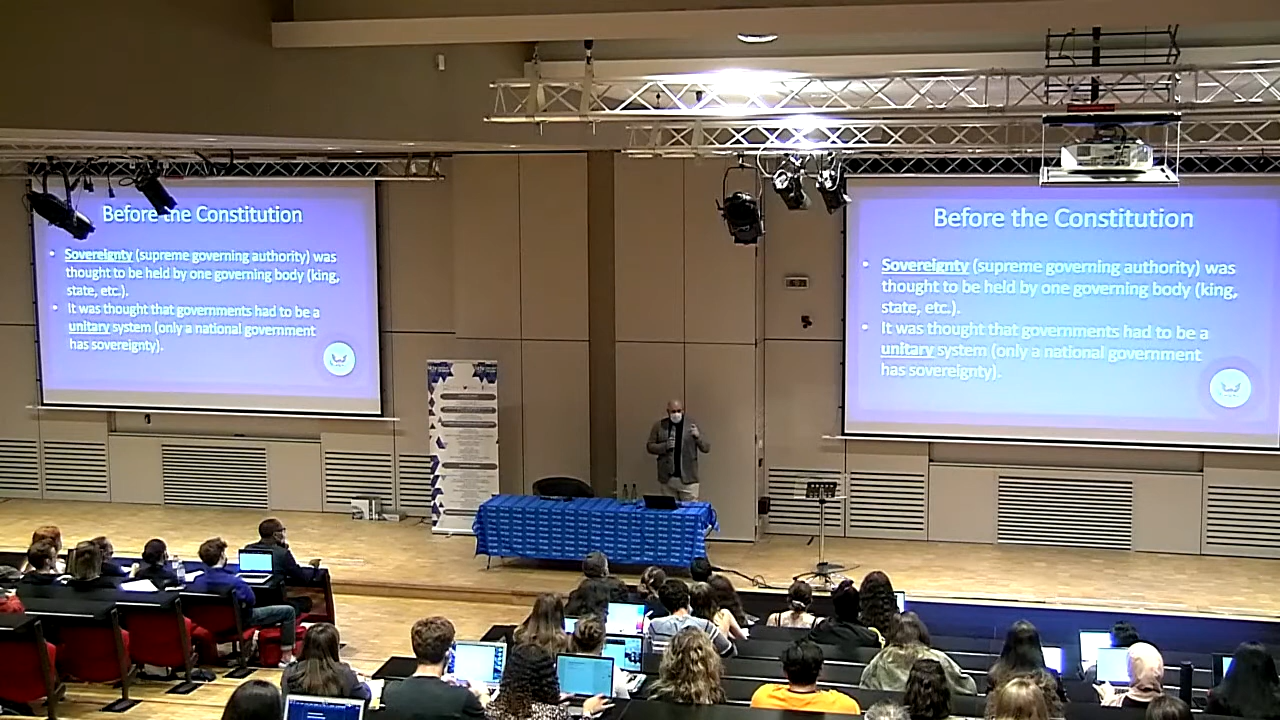 Before the Constitution
• Sovereignty (supreme governing authority) was
thought to be held by one governing body (king,
state, etc.).
• It was thought that governments had to be a
unitary system (only a national government
has sovereignty).
Before the Constitution
• Sovereignty (supreme governing authority) was
thought to be held by one governing body (king,
state, etc.).
• It was thought that governments had to be a
unitary system (only a national government
has sovereignty).